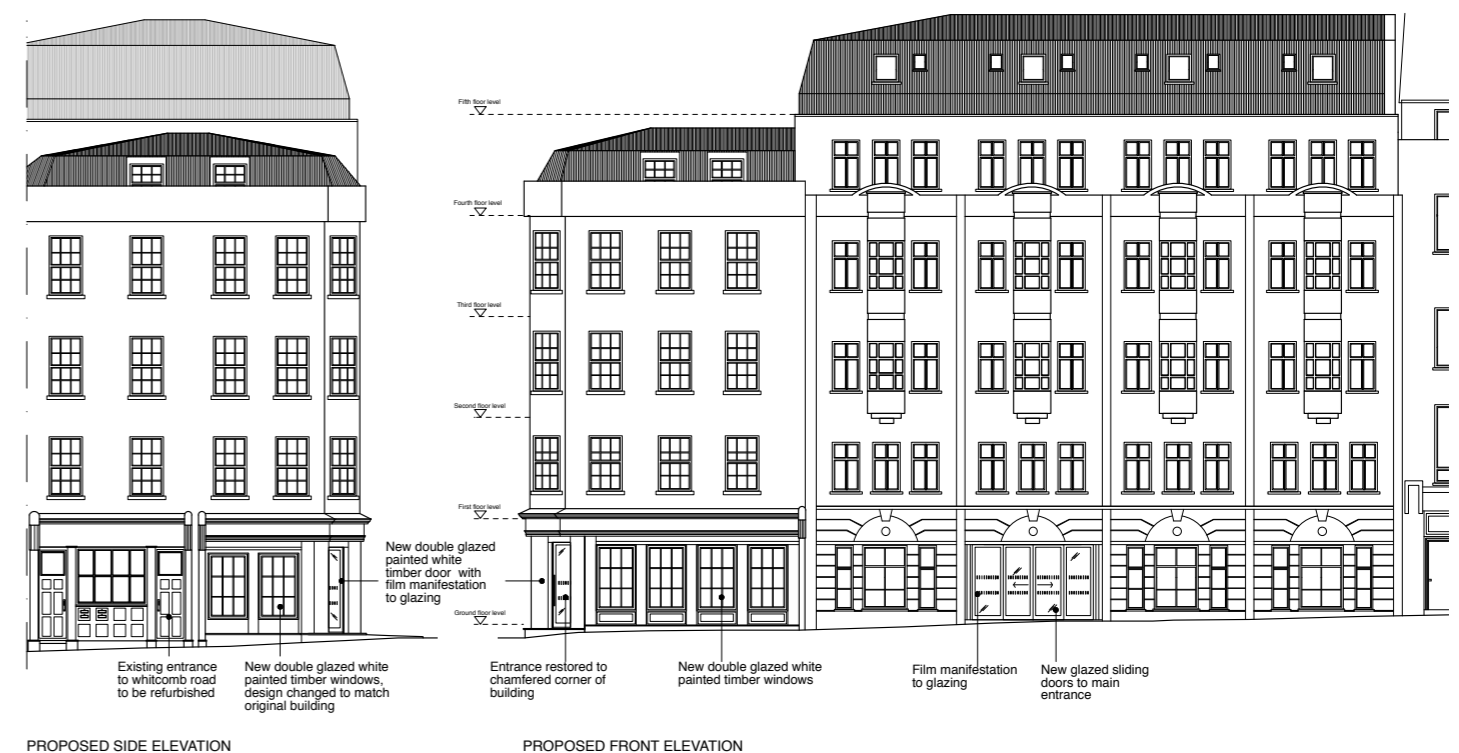 Fifth floor level
Fourth floor level
Third floor level
Second floor level
First floor level
Ground floor level
New double glazed
painted white
timber door with
film manifestation
to glazing
Existing entrance
to whitcomb road
to be refurbished
New double glazed white
painted timber windows,
design changed to match
original building
Entrance restored to
chamfered corner of
building
New double glazed white
painted timber windows
Film manifestation
to glazing
New glazed sliding
doors to main
entrance
PROPOSED SIDE ELEVATION
PROPOSED FRONT ELEVATION